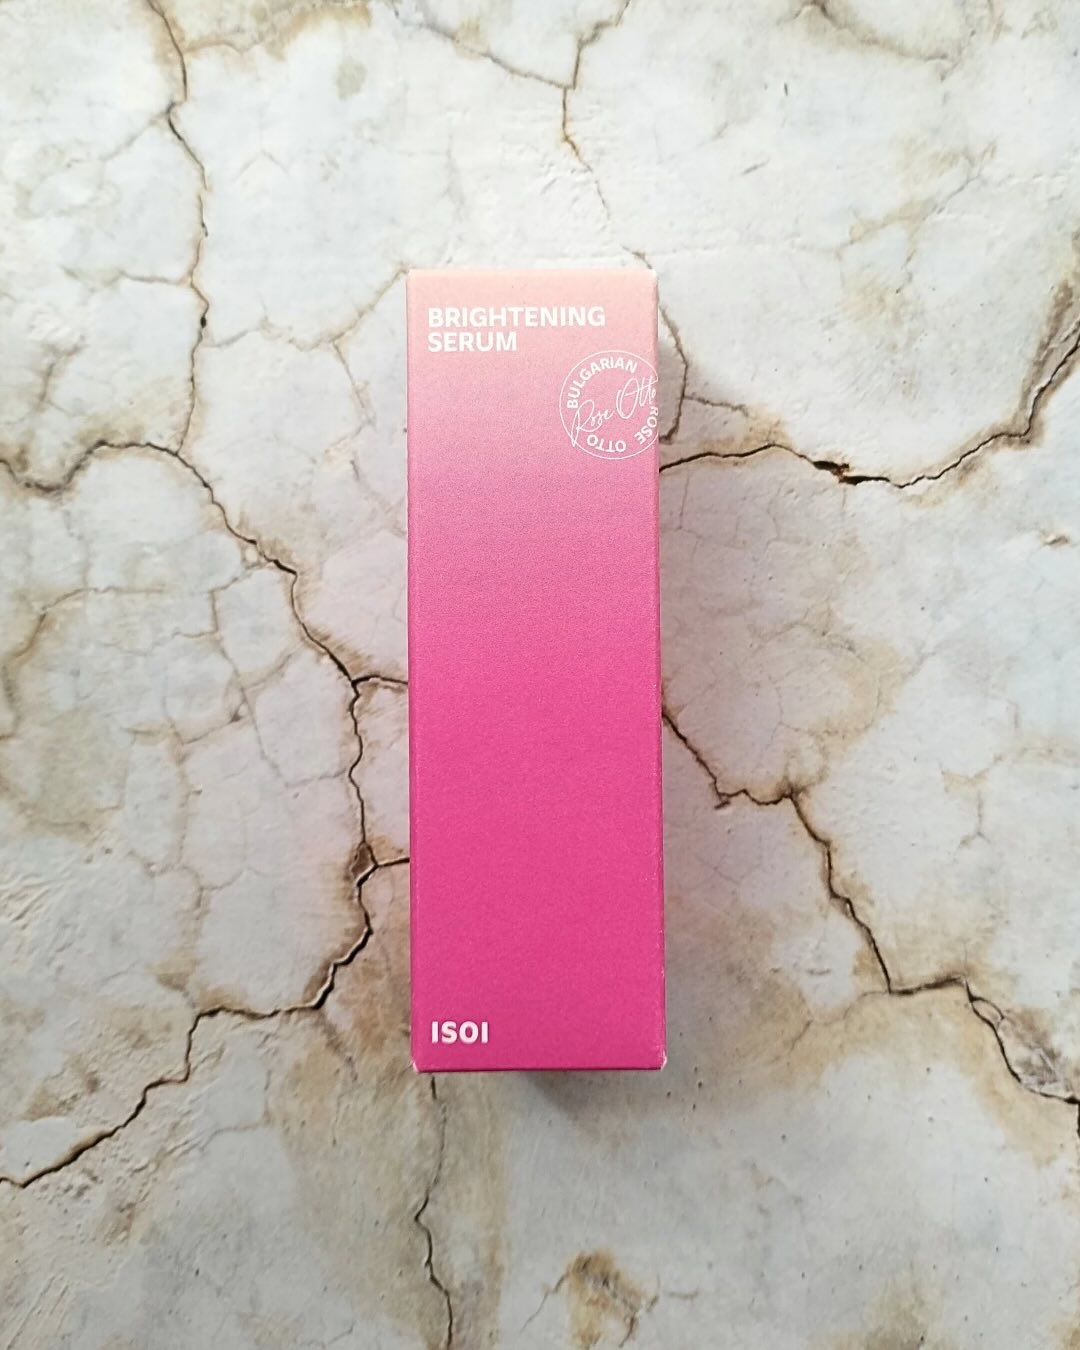 BRIGHTENING
SERUM
BULGARIAN
ROSE OTTO
Rose Otto
ISOI